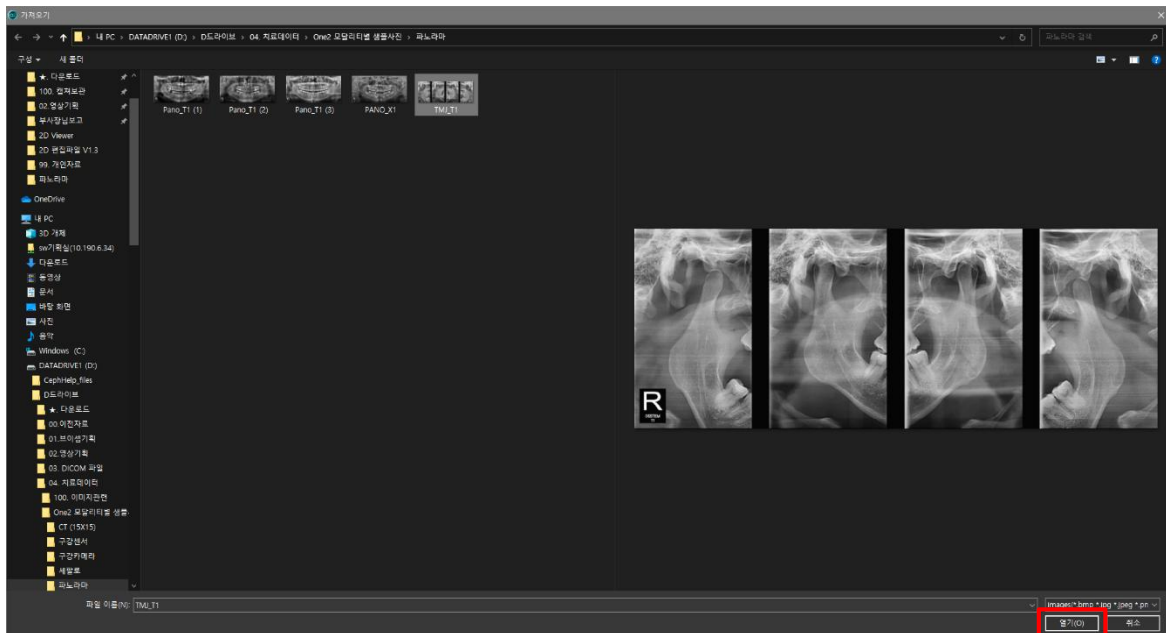 가져오기
내 PC › DATADRIVE1 (D:) › D드라이브 › 04. 치료데이터 › One2 모달리티별 샘플사진 › 파노라마
파노라마 검색
구성 새 폴더
★. 다운로드
100. 캡쳐보관
02.영상기획
부사장님보고
2D Viewer
2D 편집파일 V1.3
99. 개인자료
파노라마
OneDrive
내 PC
3D 개체
sw기획실(10.190.6.34)
다운로드
동영상
문서
바탕 화면
사진
음악
Windows (C:)
DATADRIVE1 (D:)
CephHelp_files
D드라이브
★. 다운로드
00.이전자료
01.브이셉기획
02.영상기획
03. DICOM 파일
04. 치료데이터
100. 이미지관련
One2 모달리티별 샘플
CT (15X15)
구강센서
구강카메라
세팔로
파노라마
Pano_T1 (1)
Pano_T1 (2)
Pano_T1 (3)
PANO_X1
TMJ_T1
R
파일 이름(N):
TMJ_T1
images(*.bmp *.jpg *.jpeg *.pn
열기(O)
취소